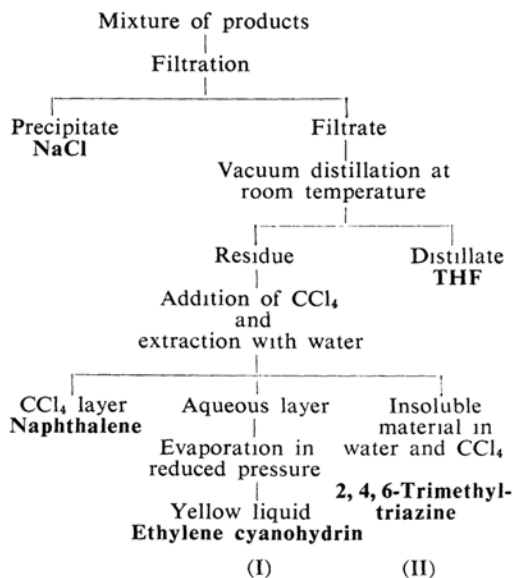 Mixture of products
Filtration
Precipitate
NaCl
Filtrate
Vacuum distillation at
room temperature
Residue
Distillate
THF
Addition of CCl₄
and
extraction with water
CCl₄ layer
Naphthalene
Aqueous layer
Evaporation in
reduced pressure
Yellow liquid
Ethylene cyanohydrin
(I)
Insoluble
material in
water and CCl₄
2, 4, 6-Trimethyl-
triazine
(II)